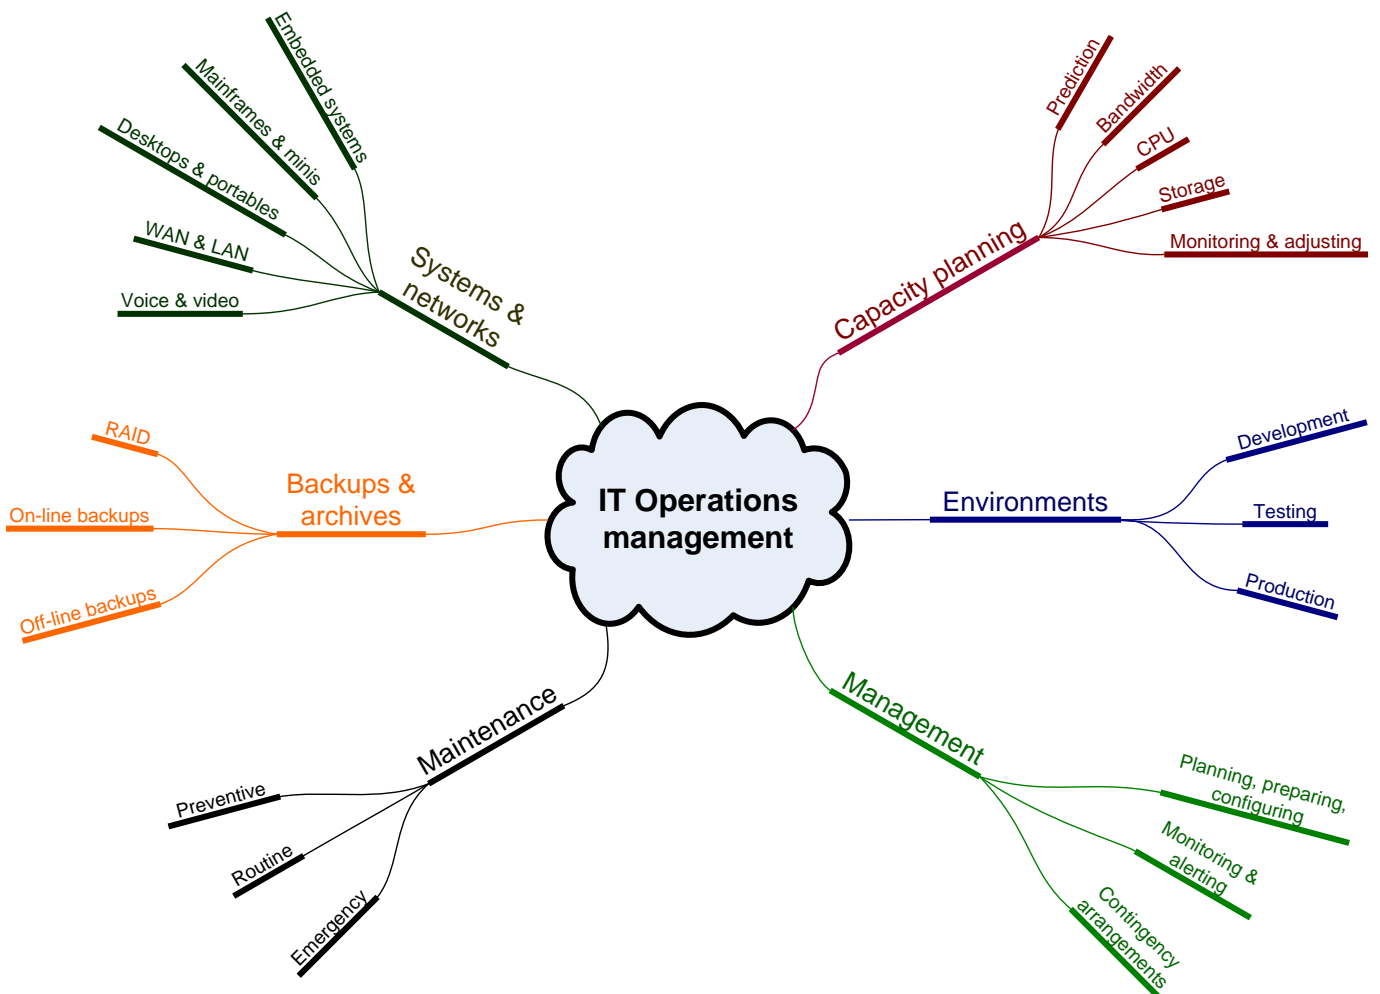 IT Operations
management
Capacity planning
Prediction
Bandwidth
CPU
Storage
Monitoring & adjusting
Environments
Development
Testing
Production
Management
Planning, preparing,
configuring
Monitoring &
alerting
Contingency
arrangements
Maintenance
Preventive
Routine
Emergency
Backups &
archives
RAID
On-line backups
Off-line backups
Systems &
networks
Embedded systems
Mainframes & minis
Desktops & portables
WAN & LAN
Voice & video